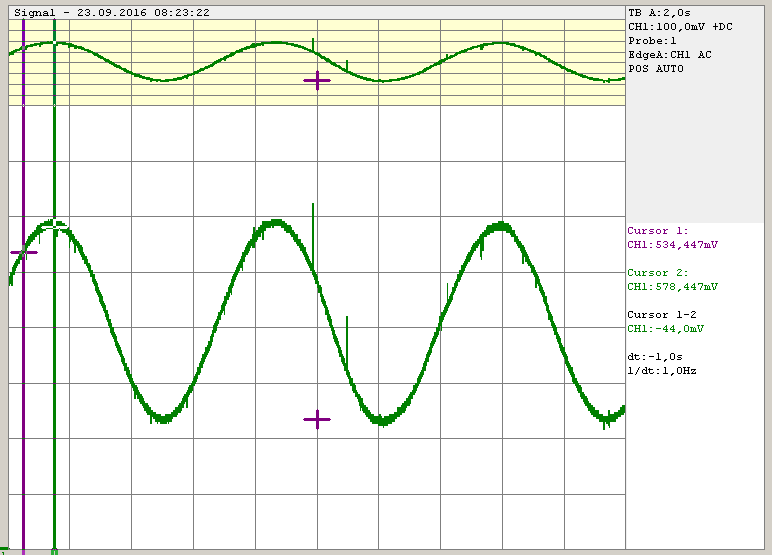 Signal - 23.09.2016 08:23:22
TB A:2,0s
CH1:100,0mV +DC
Probe:1
EdgeA:CH1 AC
POS AUTO
Cursor 1:
CH1:534,447mV
Cursor 2:
CH1:578,447mV
Cursor 1-2
CH1:-44,0mV
dt:-1,0s
1/dt:1,0Hz